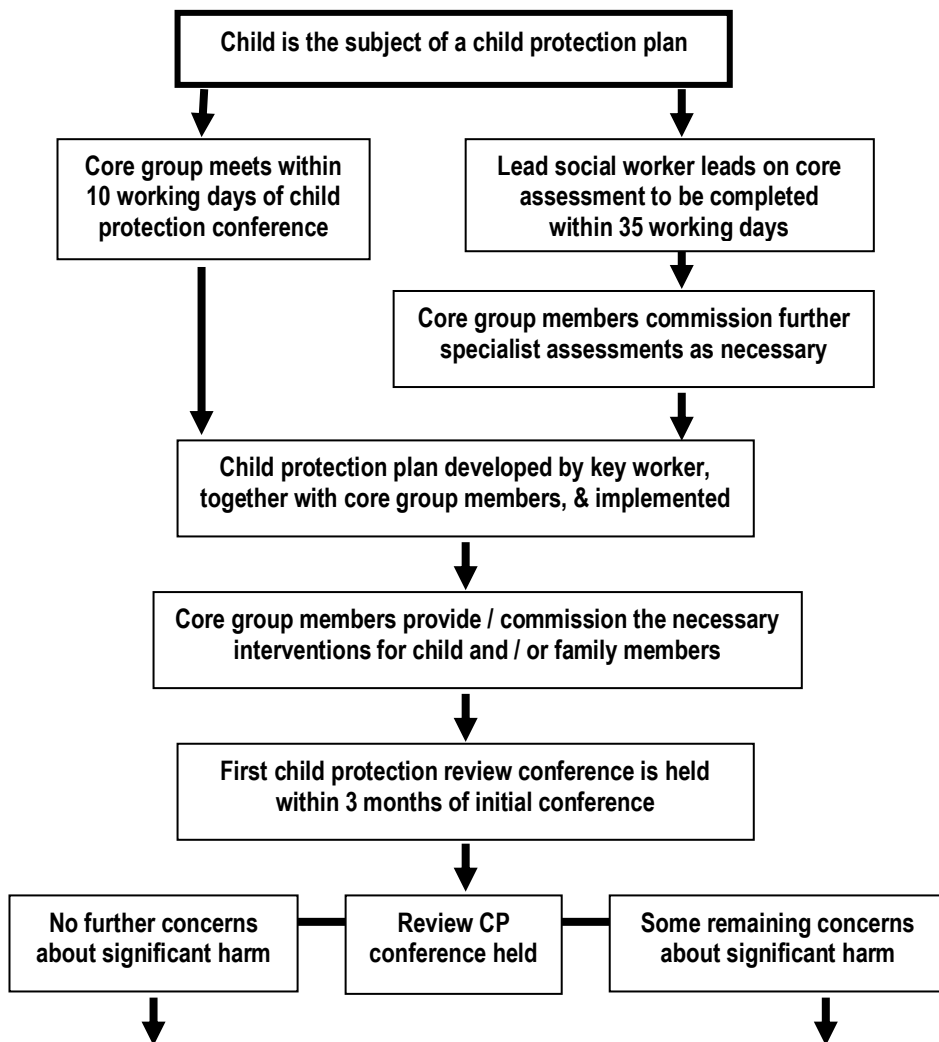 Child is the subject of a child protection plan
Core group meets within
10 working days of child
protection conference
Lead social worker leads on core
assessment to be completed
within 35 working days
Core group members commission further
specialist assessments as necessary
Child protection plan developed by key worker,
together with core group members, & implemented
Core group members provide / commission the necessary
interventions for child and / or family members
First child protection review conference is held
within 3 months of initial conference
No further concerns
about significant harm
Review CP
conference held
Some remaining concerns
about significant harm